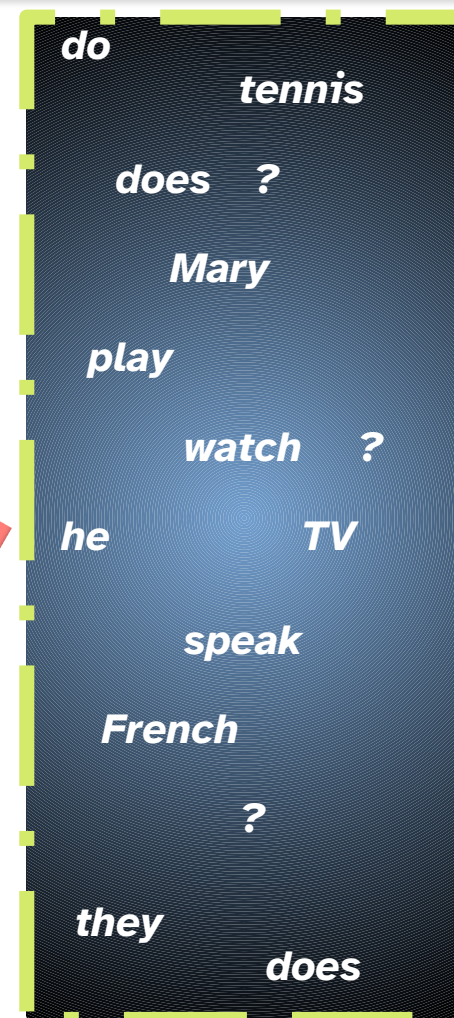 do
tennis
does ?
Mary
play
watch ?
he TV
speak
French
?
they
does